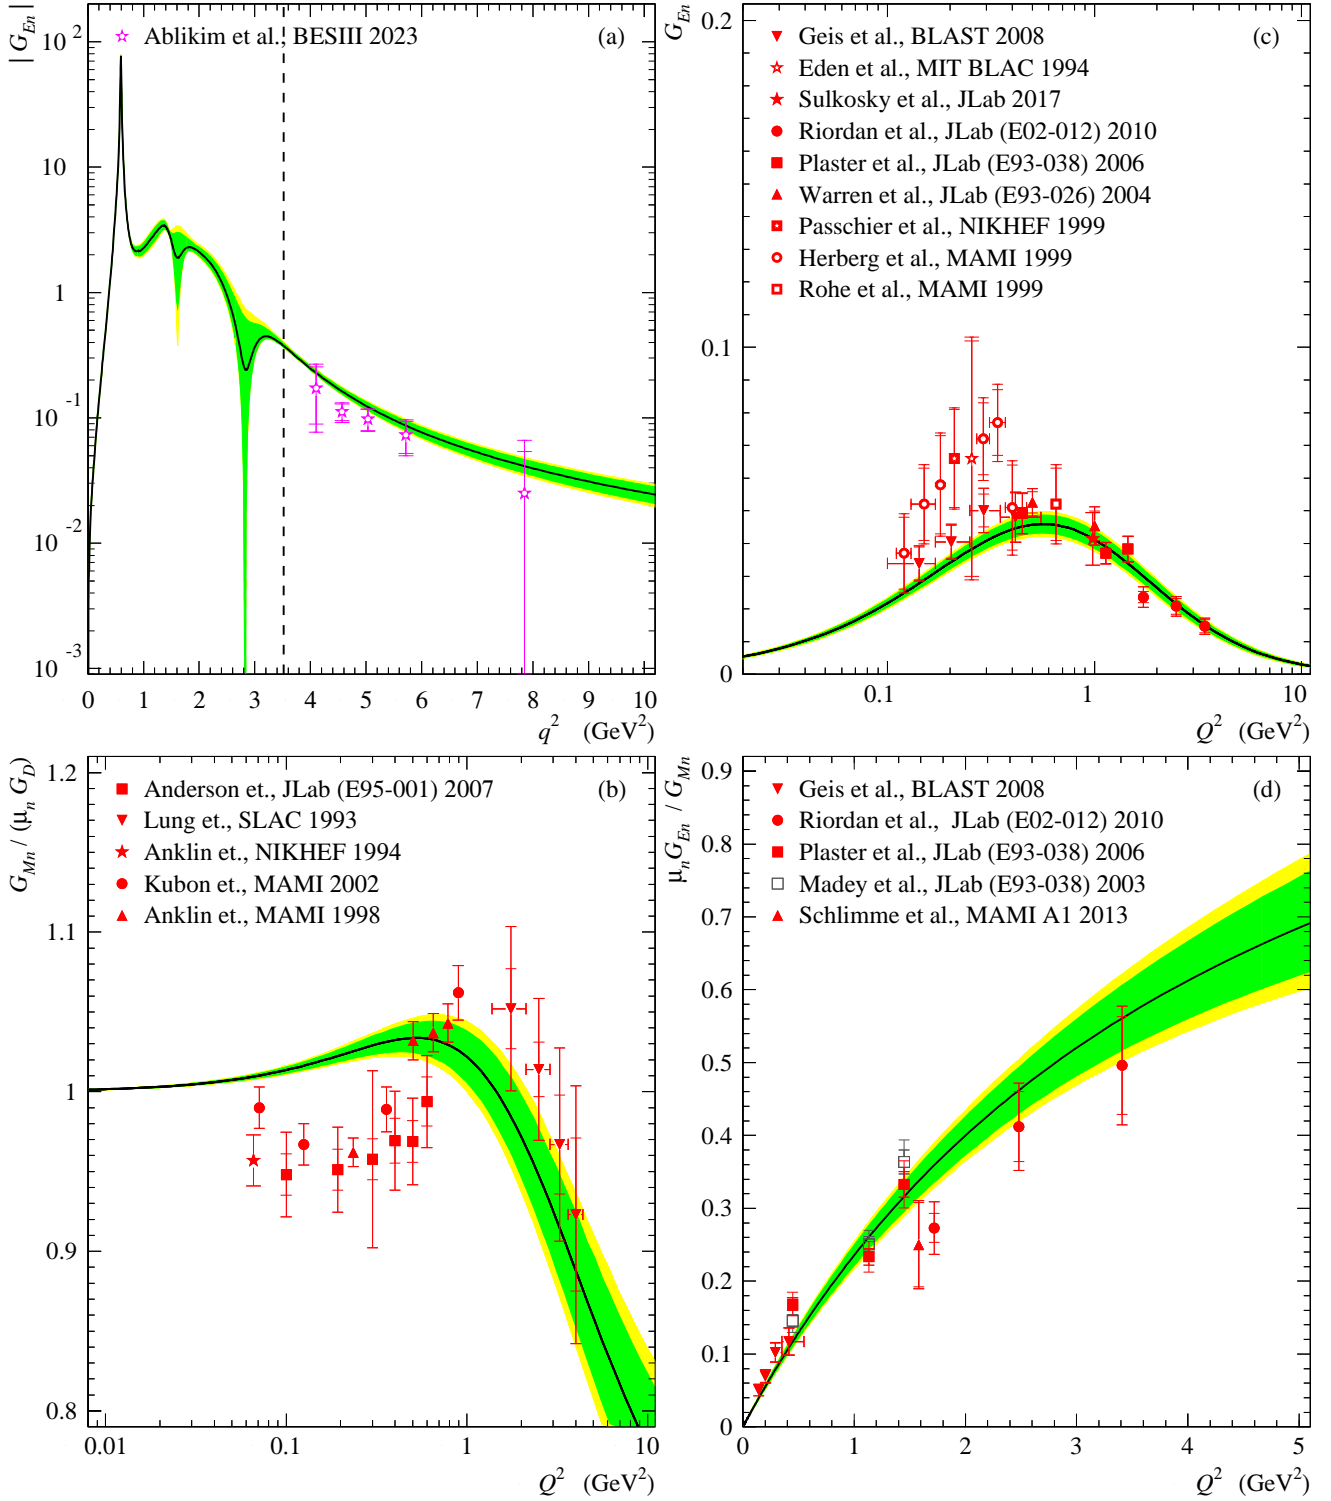 | G_En |
Ablikim et al., BESIII 2023
(a)
10^2
10
1
10^-1
10^-2
10^-3
0 1 2 3 4 5 6 7 8 9 10
q^2 (GeV^2)
G_En
0.2
Geis et al., BLAST 2008
(c)
Eden et al., MIT BLAC 1994
Sulkosky et al., JLab 2017
Riordan et al., JLab (E02-012) 2010
Plaster et al., JLab (E93-038) 2006
Warren et al., JLab (E93-026) 2004
Passchier et al., NIKHEF 1999
Herberg et al., MAMI 1999
Rohe et al., MAMI 1999
0.1
0
0.1 1 10
Q^2 (GeV^2)
G_Mn / (μ_n G_D)
1.2
Anderson et., JLab (E95-001) 2007
(b)
Lung et., SLAC 1993
Anklin et., NIKHEF 1994
Kubon et., MAMI 2002
Anklin et., MAMI 1998
1.1
1
0.9
0.8
0.01 0.1 1 10
Q^2 (GeV^2)
μ_n G_En / G_Mn
0.9
Geis et al., BLAST 2008
(d)
Riordan et al., JLab (E02-012) 2010
0.8
Plaster et al., JLab (E93-038) 2006
Madey et al., JLab (E93-038) 2003
Schlimme et al., MAMI A1 2013
0.7
0.6
0.5
0.4
0.3
0.2
0.1
0
0 1 2 3 4 5
Q^2 (GeV^2)